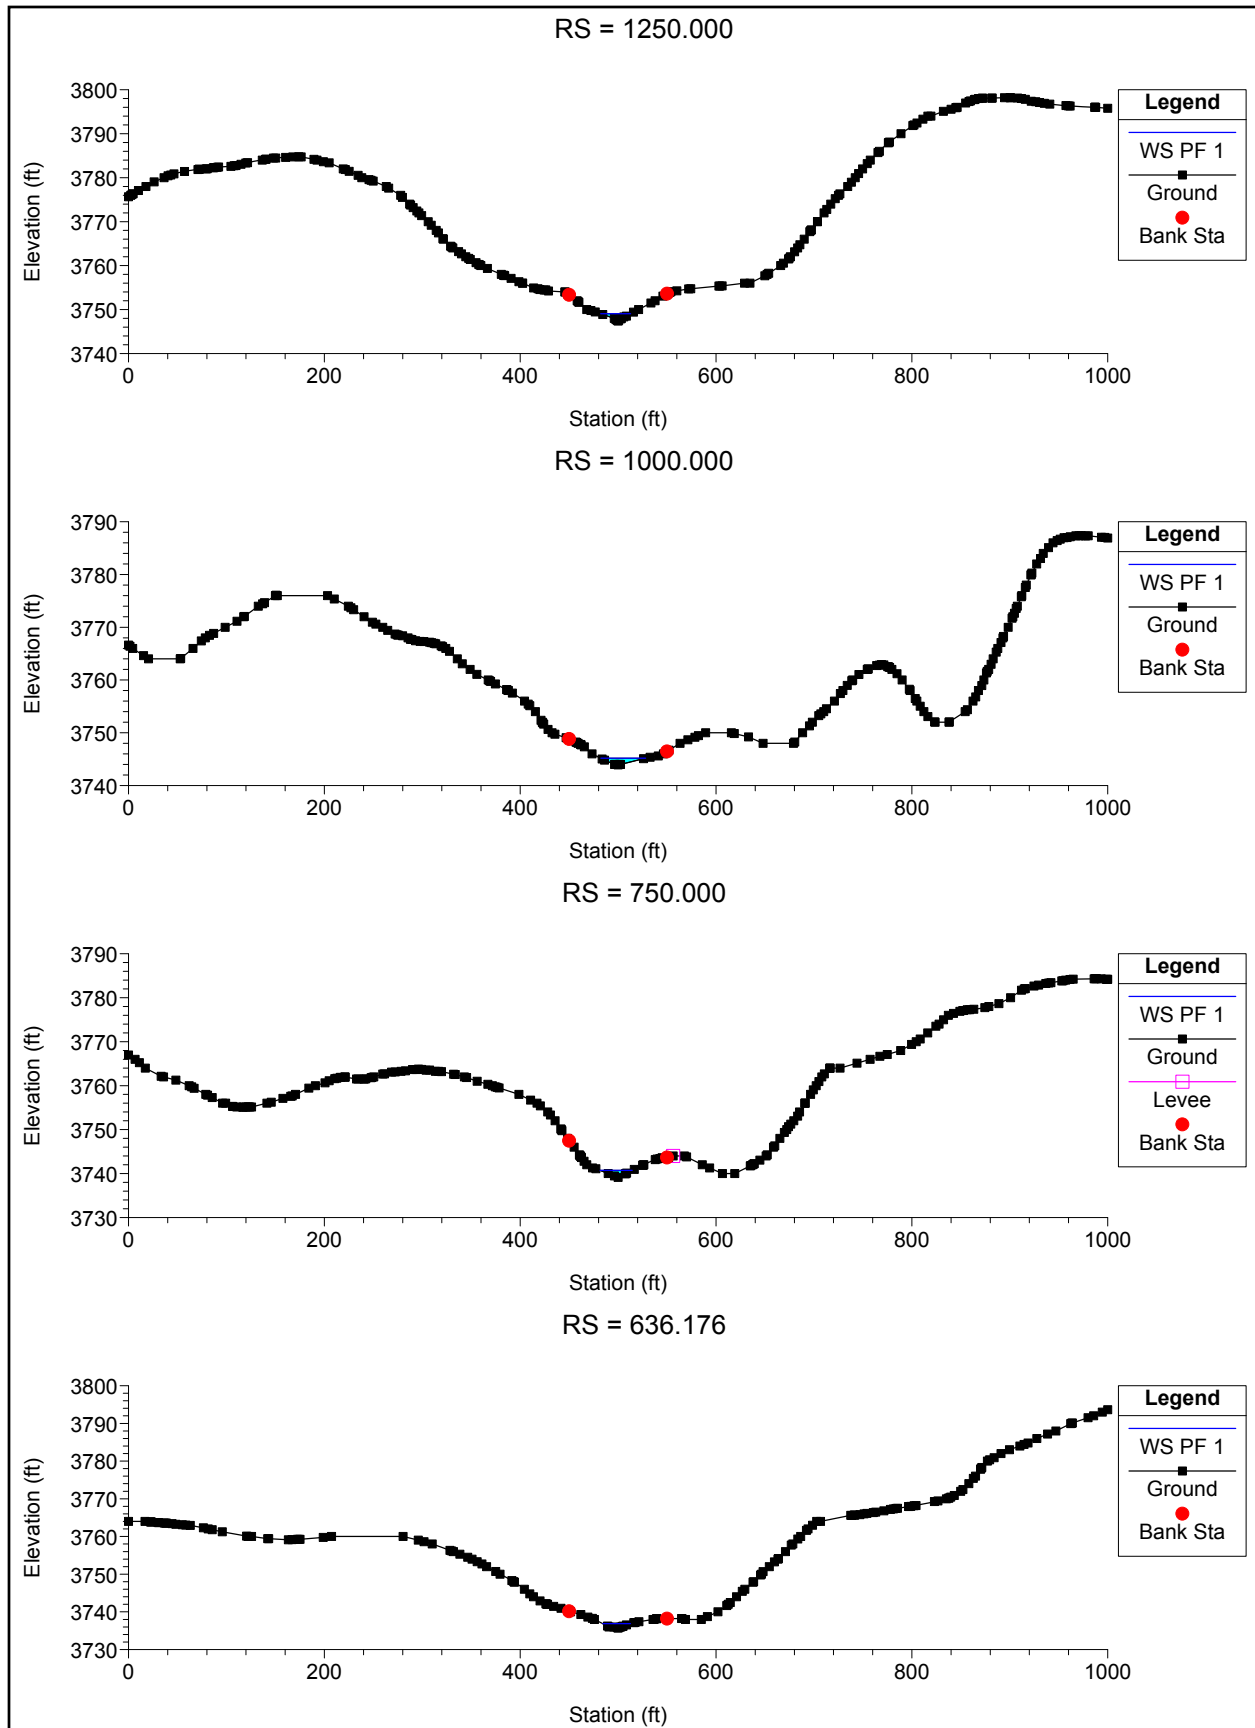 RS = 1250.000
Elevation (ft)
3800
3790
3780
3770
3760
3750
3740
0 200 400 600 800 1000
Station (ft)
Legend
WS PF 1
Ground
Bank Sta
RS = 1000.000
Elevation (ft)
3790
3780
3770
3760
3750
3740
0 200 400 600 800 1000
Station (ft)
Legend
WS PF 1
Ground
Bank Sta
RS = 750.000
Elevation (ft)
3790
3780
3770
3760
3750
3740
3730
0 200 400 600 800 1000
Station (ft)
Legend
WS PF 1
Ground
Levee
Bank Sta
RS = 636.176
Elevation (ft)
3800
3790
3780
3770
3760
3750
3740
3730
0 200 400 600 800 1000
Station (ft)
Legend
WS PF 1
Ground
Bank Sta